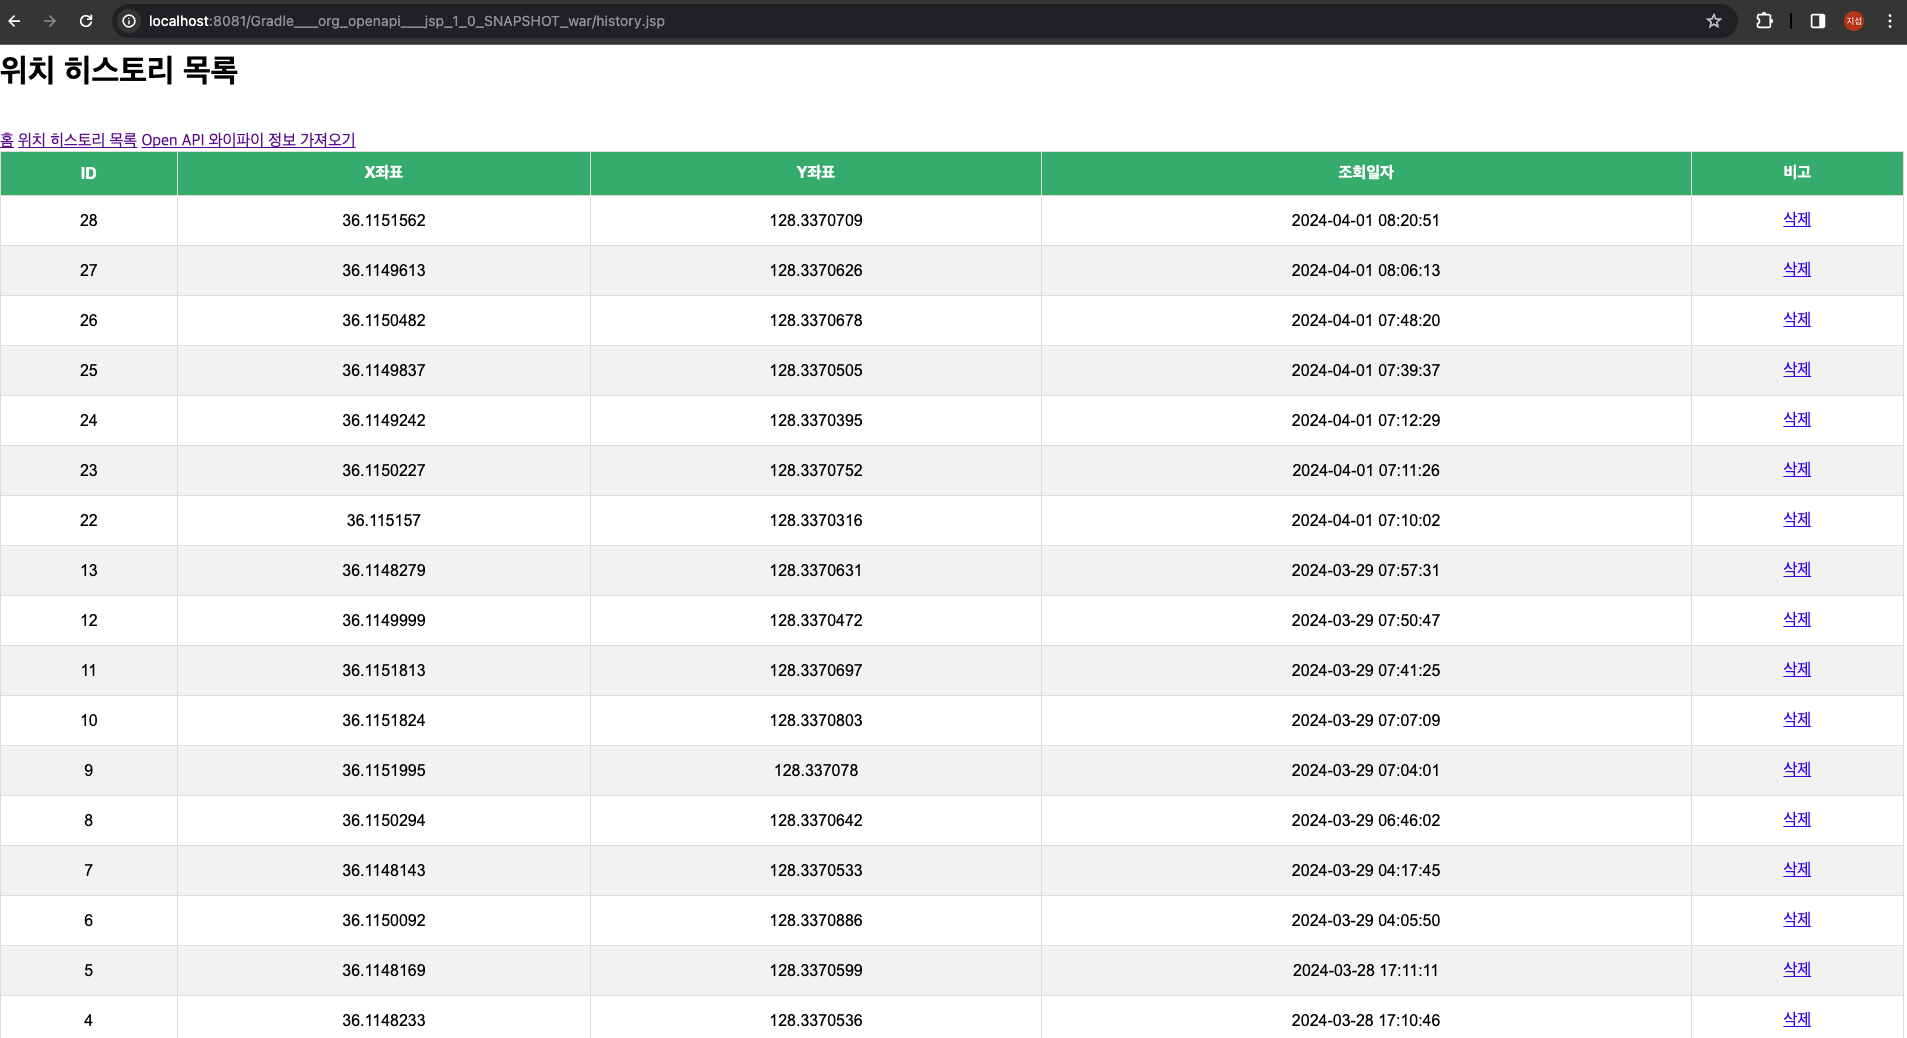 localhost:8081/Gradle___org_openapi___jsp_1_0_SNAPSHOT_war/history.jsp
지섭
위치 히스토리 목록
홈 위치 히스토리 목록 Open API 와이파이 정보 가져오기
ID X좌표 Y좌표 조회일자 비고
28 36.1151562 128.3370709 2024-04-01 08:20:51 삭제
27 36.1149613 128.3370626 2024-04-01 08:06:13 삭제
26 36.1150482 128.3370678 2024-04-01 07:48:20 삭제
25 36.1149837 128.3370505 2024-04-01 07:39:37 삭제
24 36.1149242 128.3370395 2024-04-01 07:12:29 삭제
23 36.1150227 128.3370752 2024-04-01 07:11:26 삭제
22 36.115157 128.3370316 2024-04-01 07:10:02 삭제
13 36.1148279 128.3370631 2024-03-29 07:57:31 삭제
12 36.1149999 128.3370472 2024-03-29 07:50:47 삭제
11 36.1151813 128.3370697 2024-03-29 07:41:25 삭제
10 36.1151824 128.3370803 2024-03-29 07:07:09 삭제
9 36.1151995 128.337078 2024-03-29 07:04:01 삭제
8 36.1150294 128.3370642 2024-03-29 06:46:02 삭제
7 36.1148143 128.3370533 2024-03-29 04:17:45 삭제
6 36.1150092 128.3370886 2024-03-29 04:05:50 삭제
5 36.1148169 128.3370599 2024-03-28 17:11:11 삭제
4 36.1148233 128.3370536 2024-03-28 17:10:46 삭제